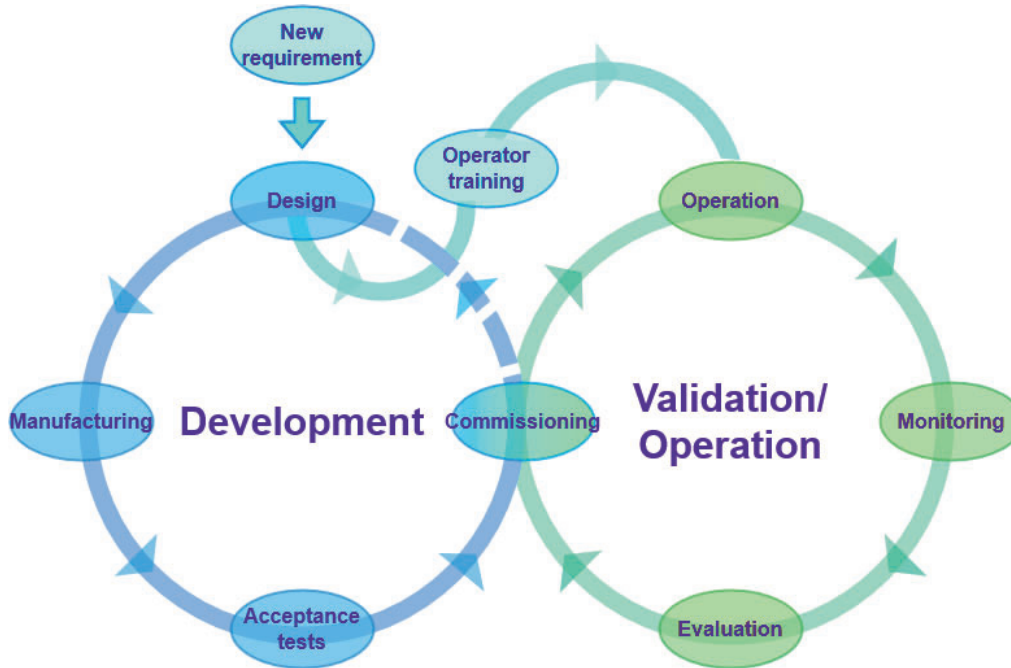 New
requirement
Operator
training
Design
Operation
Manufacturing
Development
Commissioning
Validation/
Operation
Monitoring
Acceptance
tests
Evaluation